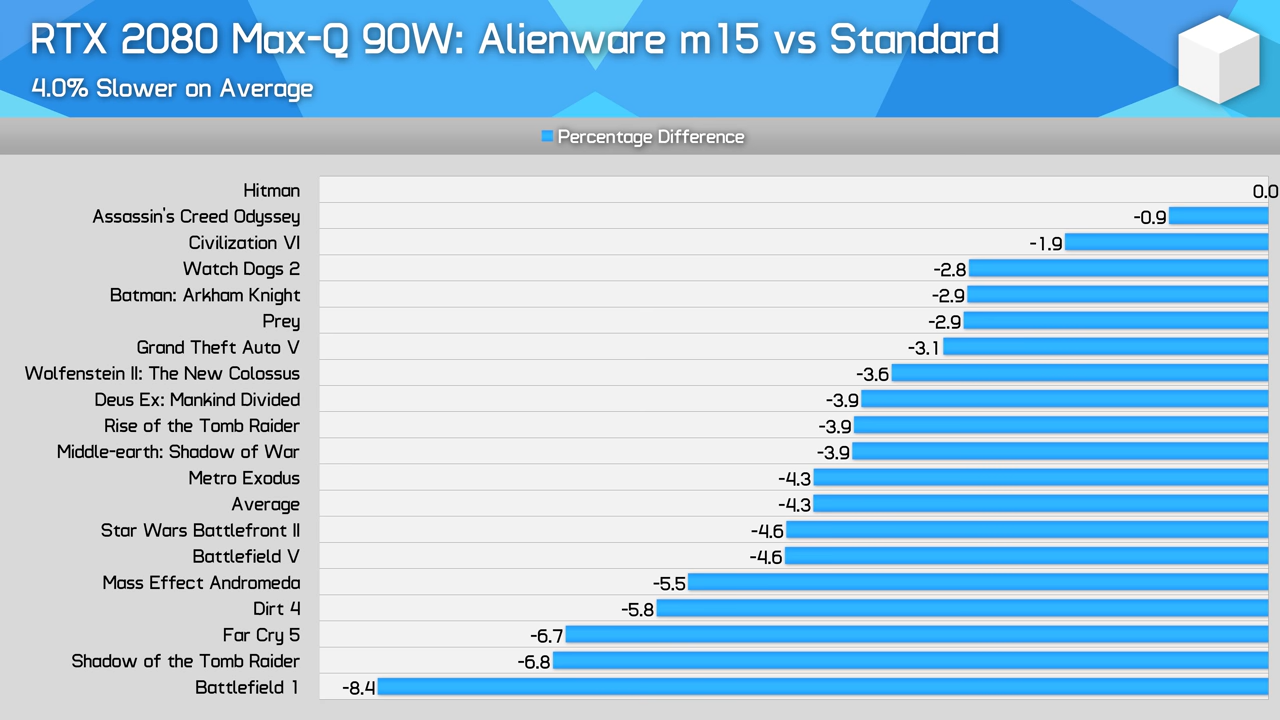 RTX 2080 Max-Q 90W: Alienware m15 vs Standard
4.0% Slower on Average
Percentage Difference
Hitman 0.0
Assassin's Creed Odyssey -0.9
Civilization VI -1.9
Watch Dogs 2 -2.8
Batman: Arkham Knight -2.9
Prey -2.9
Grand Theft Auto V -3.1
Wolfenstein II: The New Colossus -3.6
Deus Ex: Mankind Divided -3.9
Rise of the Tomb Raider -3.9
Middle-earth: Shadow of War -3.9
Metro Exodus -4.3
Average -4.3
Star Wars Battlefront II -4.6
Battlefield V -4.6
Mass Effect Andromeda -5.5
Dirt 4 -5.8
Far Cry 5 -6.7
Shadow of the Tomb Raider -6.8
Battlefield 1 -8.4